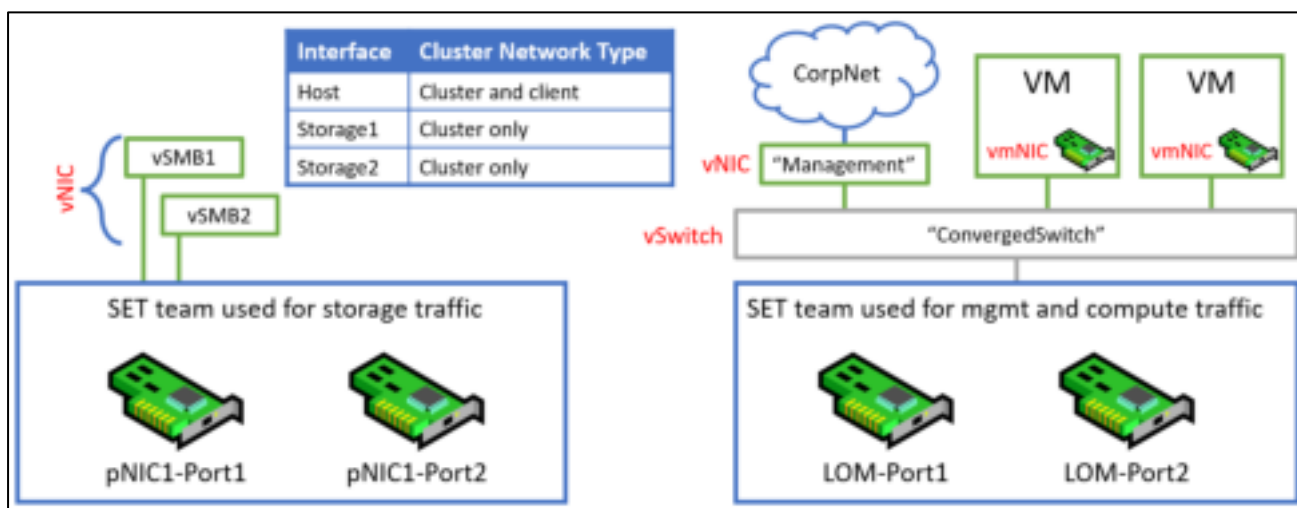 Interface Cluster Network Type
Host Cluster and client
Storage1 Cluster only
Storage2 Cluster only
vNIC
vSMB1
vSMB2
SET team used for storage traffic
pNIC1-Port1 pNIC1-Port2
CorpNet
VM VM
vmNIC vmNIC
vNIC "Management"
vSwitch "ConvergedSwitch"
SET team used for mgmt and compute traffic
LOM-Port1 LOM-Port2